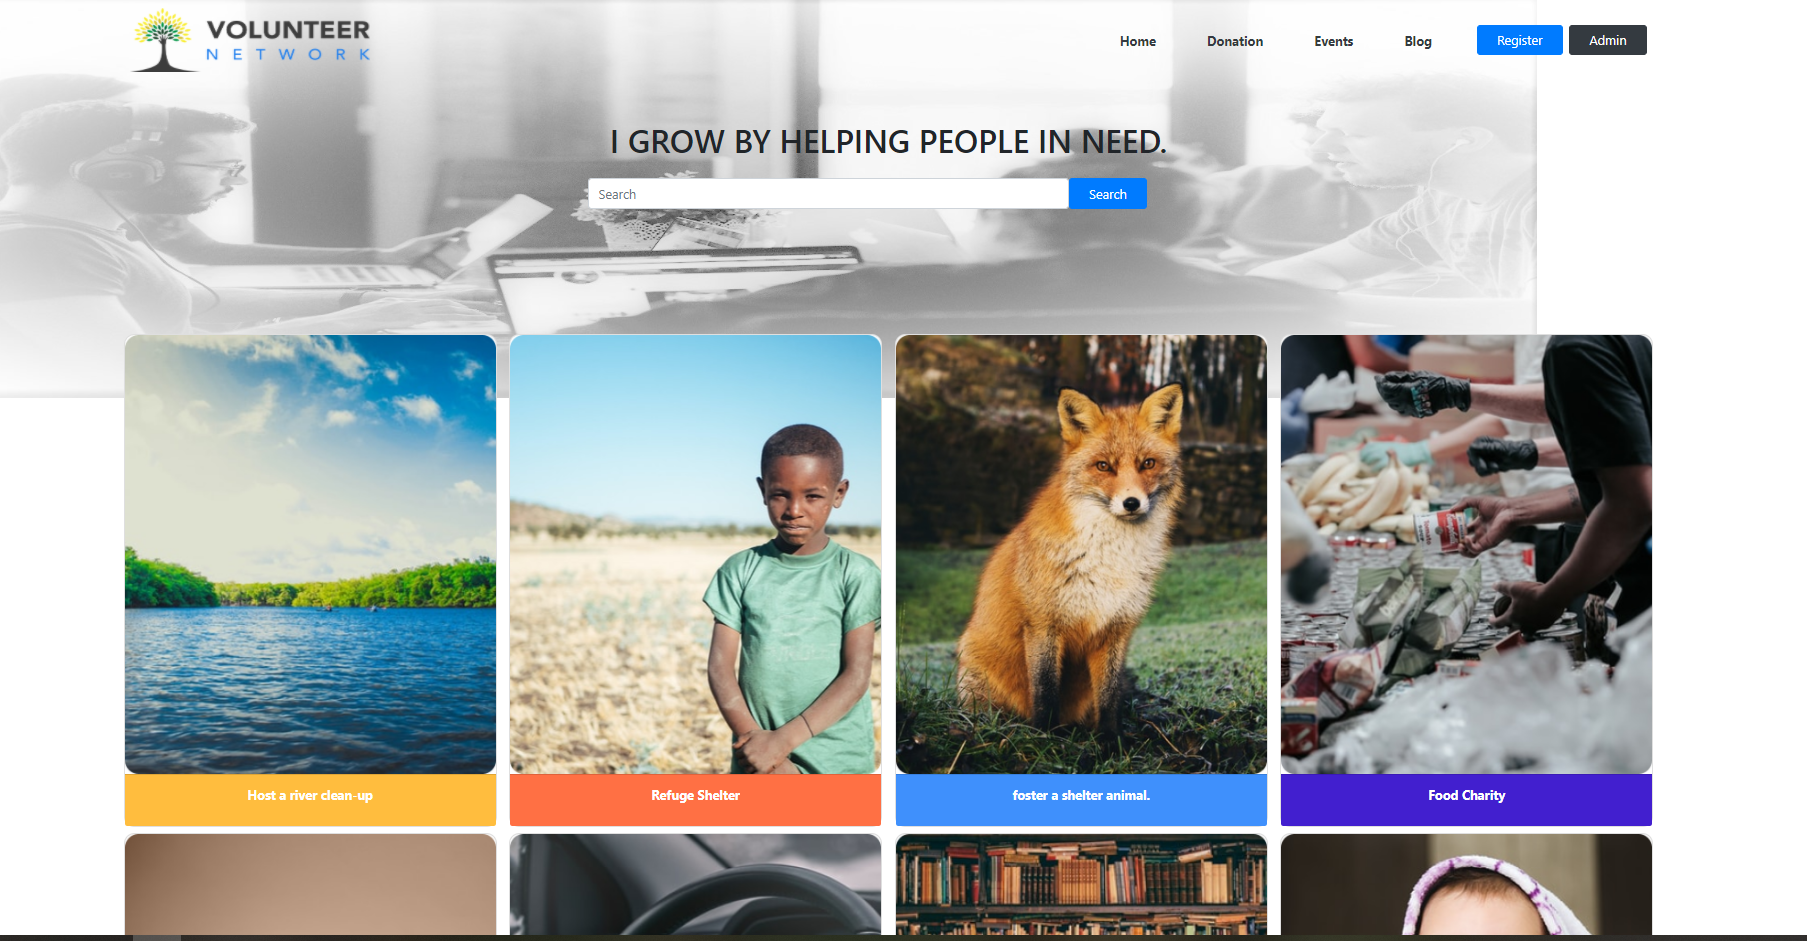 VOLUNTEER
NETWORK
Home Donation Events Blog Register Admin
I GROW BY HELPING PEOPLE IN NEED.
Search Search
Host a river clean-up
Refuge Shelter
foster a shelter animal.
Food Charity